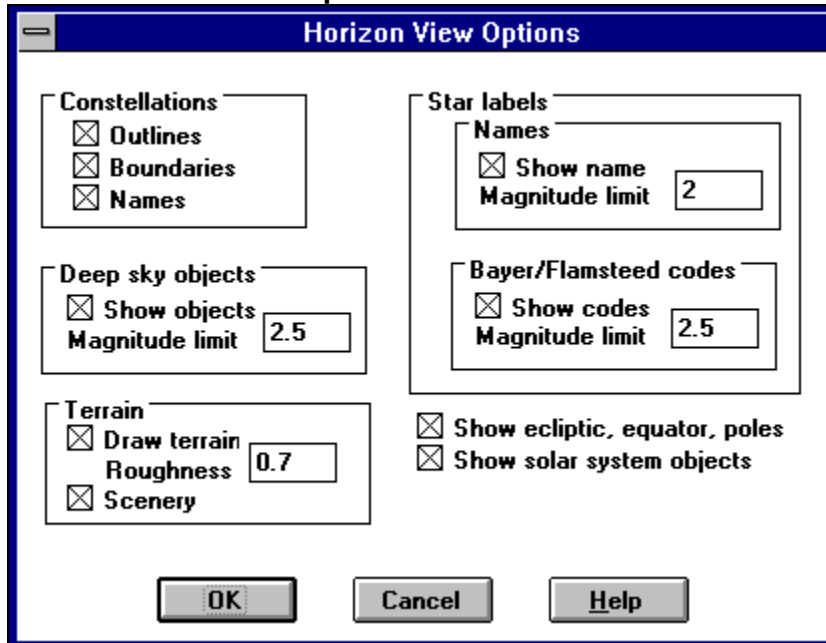 Horizon View Options
Constellations
Outlines
Boundaries
Names
Deep sky objects
Show objects
Magnitude limit 2.5
Terrain
Draw terrain
Roughness 0.7
Scenery
Star labels
Names
Show name
Magnitude limit 2
Bayer/Flamsteed codes
Show codes
Magnitude limit 2.5
Show ecliptic, equator, poles
Show solar system objects
OK Cancel Help